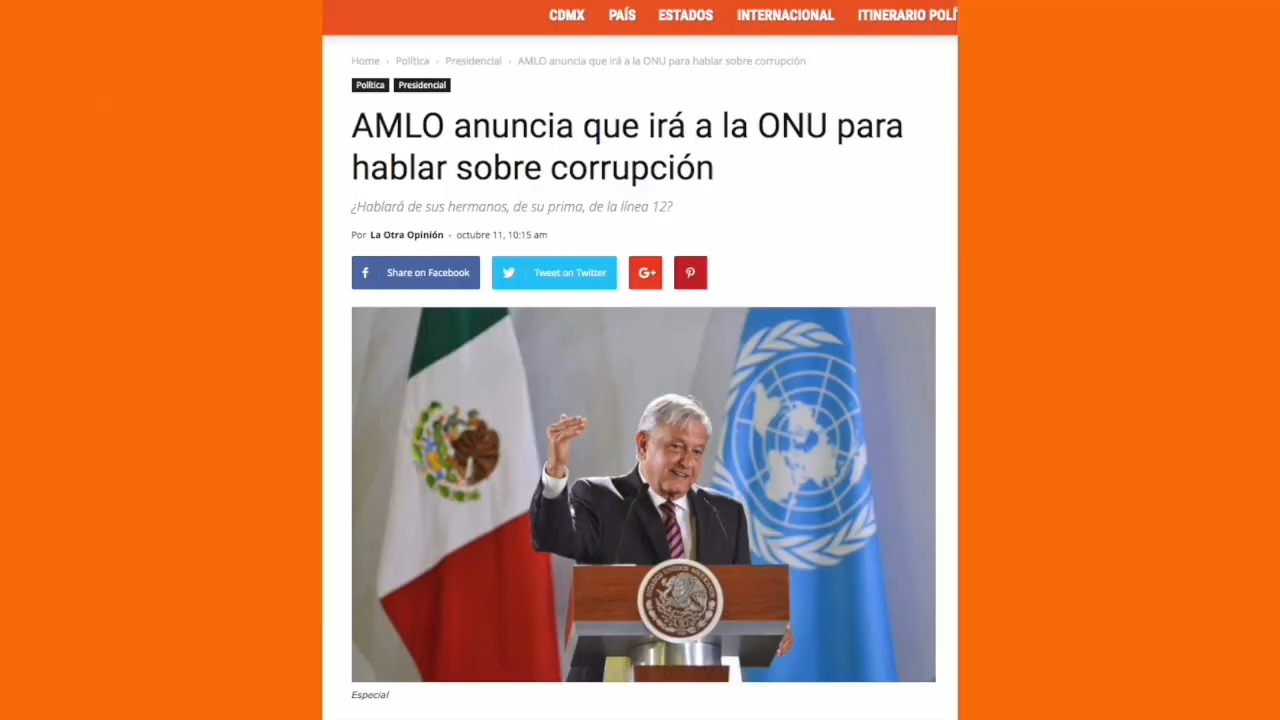 CDMX PAÍS ESTADOS INTERNACIONAL ITINERARIO POLÍ
Home › Política › Presidencial › AMLO anuncia que irá a la ONU para hablar sobre corrupción
Política Presidencial
AMLO anuncia que irá a la ONU para
hablar sobre corrupción
¿Hablará de sus hermanos, de su prima, de la línea 12?
Por La Otra Opinión - octubre 11, 10:15 am
Share on Facebook Tweet on Twitter G+
ESTADOS UNIDOS MEXICANOS
Especial